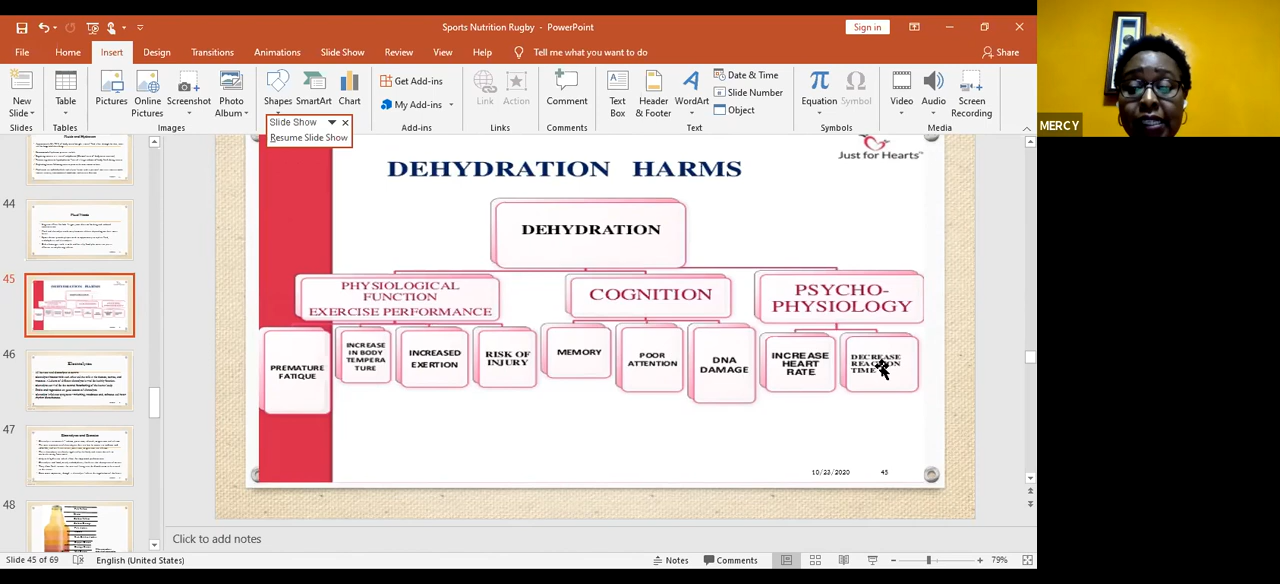 Sports Nutrition Rugby - PowerPoint
Sign in
File Home Insert Design Transitions Animations Slide Show Review View Help Tell me what you want to do Share
New Slide
Table
Pictures
Online Pictures
Screenshot
Photo Album
Shapes
SmartArt
Chart
Get Add-ins
My Add-ins
Link
Action
Comment
Text Box
Header & Footer
WordArt
Date & Time
Slide Number
Object
Equation
Symbol
Video
Audio
Screen Recording
Slides
Tables
Images
Add-ins
Links
Comments
Text
Symbols
Media
Slide Show
Resume Slide Show
MERCY
44
45
46
47
48
Just for Hearts
DEHYDRATION HARMS
DEHYDRATION
PHYSIOLOGICAL
FUNCTION
EXERCISE PERFORMANCE
COGNITION
PSYCHO-
PHYSIOLOGY
PREMATURE
FATIQUE
INCREASE
IN BODY
TEMPERA
TURE
INCREASED
EXERTION
RISK OF
INJURY
MEMORY
POOR
ATTENTION
DNA
DAMAGE
INCREASE
HEART
RATE
DECREASE
REACTION
TIME
10/23/2020 45
Click to add notes
Slide 45 of 69 English (United States) Notes Comments 79%